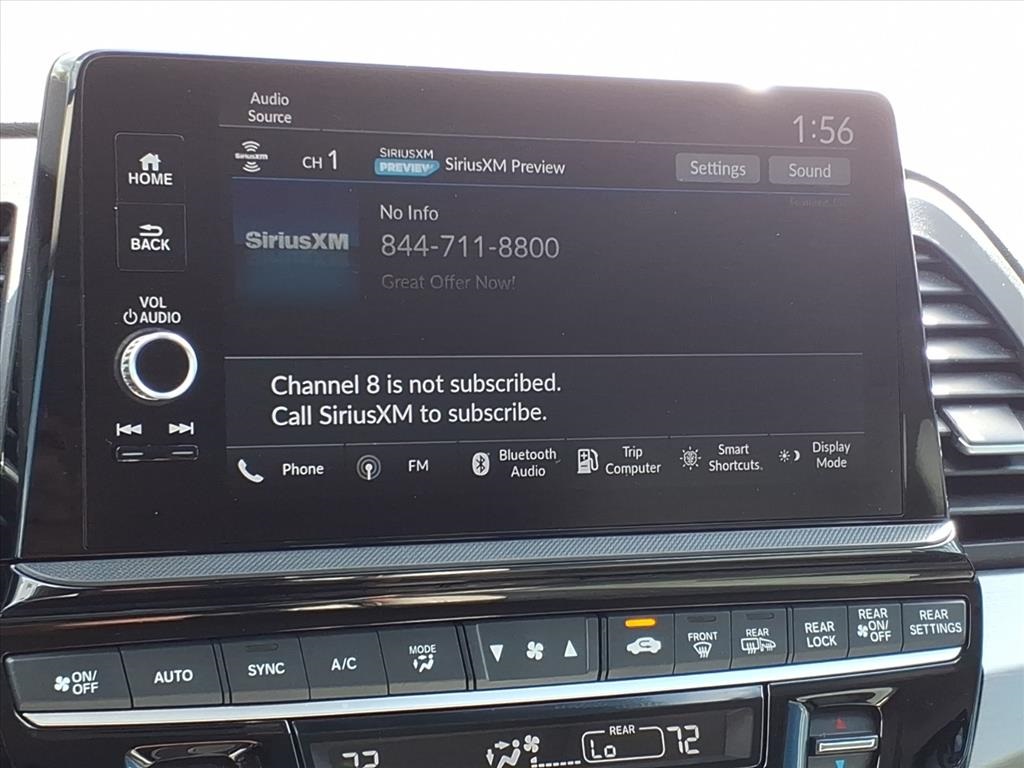 Audio
Source
1:56
HOME
SiriusXM
CH 1
SIRIUSXM
PREVIEW
SiriusXM Preview
Settings
Sound
BACK
SiriusXM
No Info
844-711-8800
Great Offer Now!
VOL
AUDIO
Channel 8 is not subscribed.
Call SiriusXM to subscribe.
Phone
FM
Bluetooth
Audio
Trip
Computer
Smart
Shortcuts
Display
Mode
ON/
OFF
AUTO
SYNC
A/C
MODE
FRONT
REAR
REAR
LOCK
REAR
ON/
OFF
REAR
SETTINGS
REAR
Lo
72